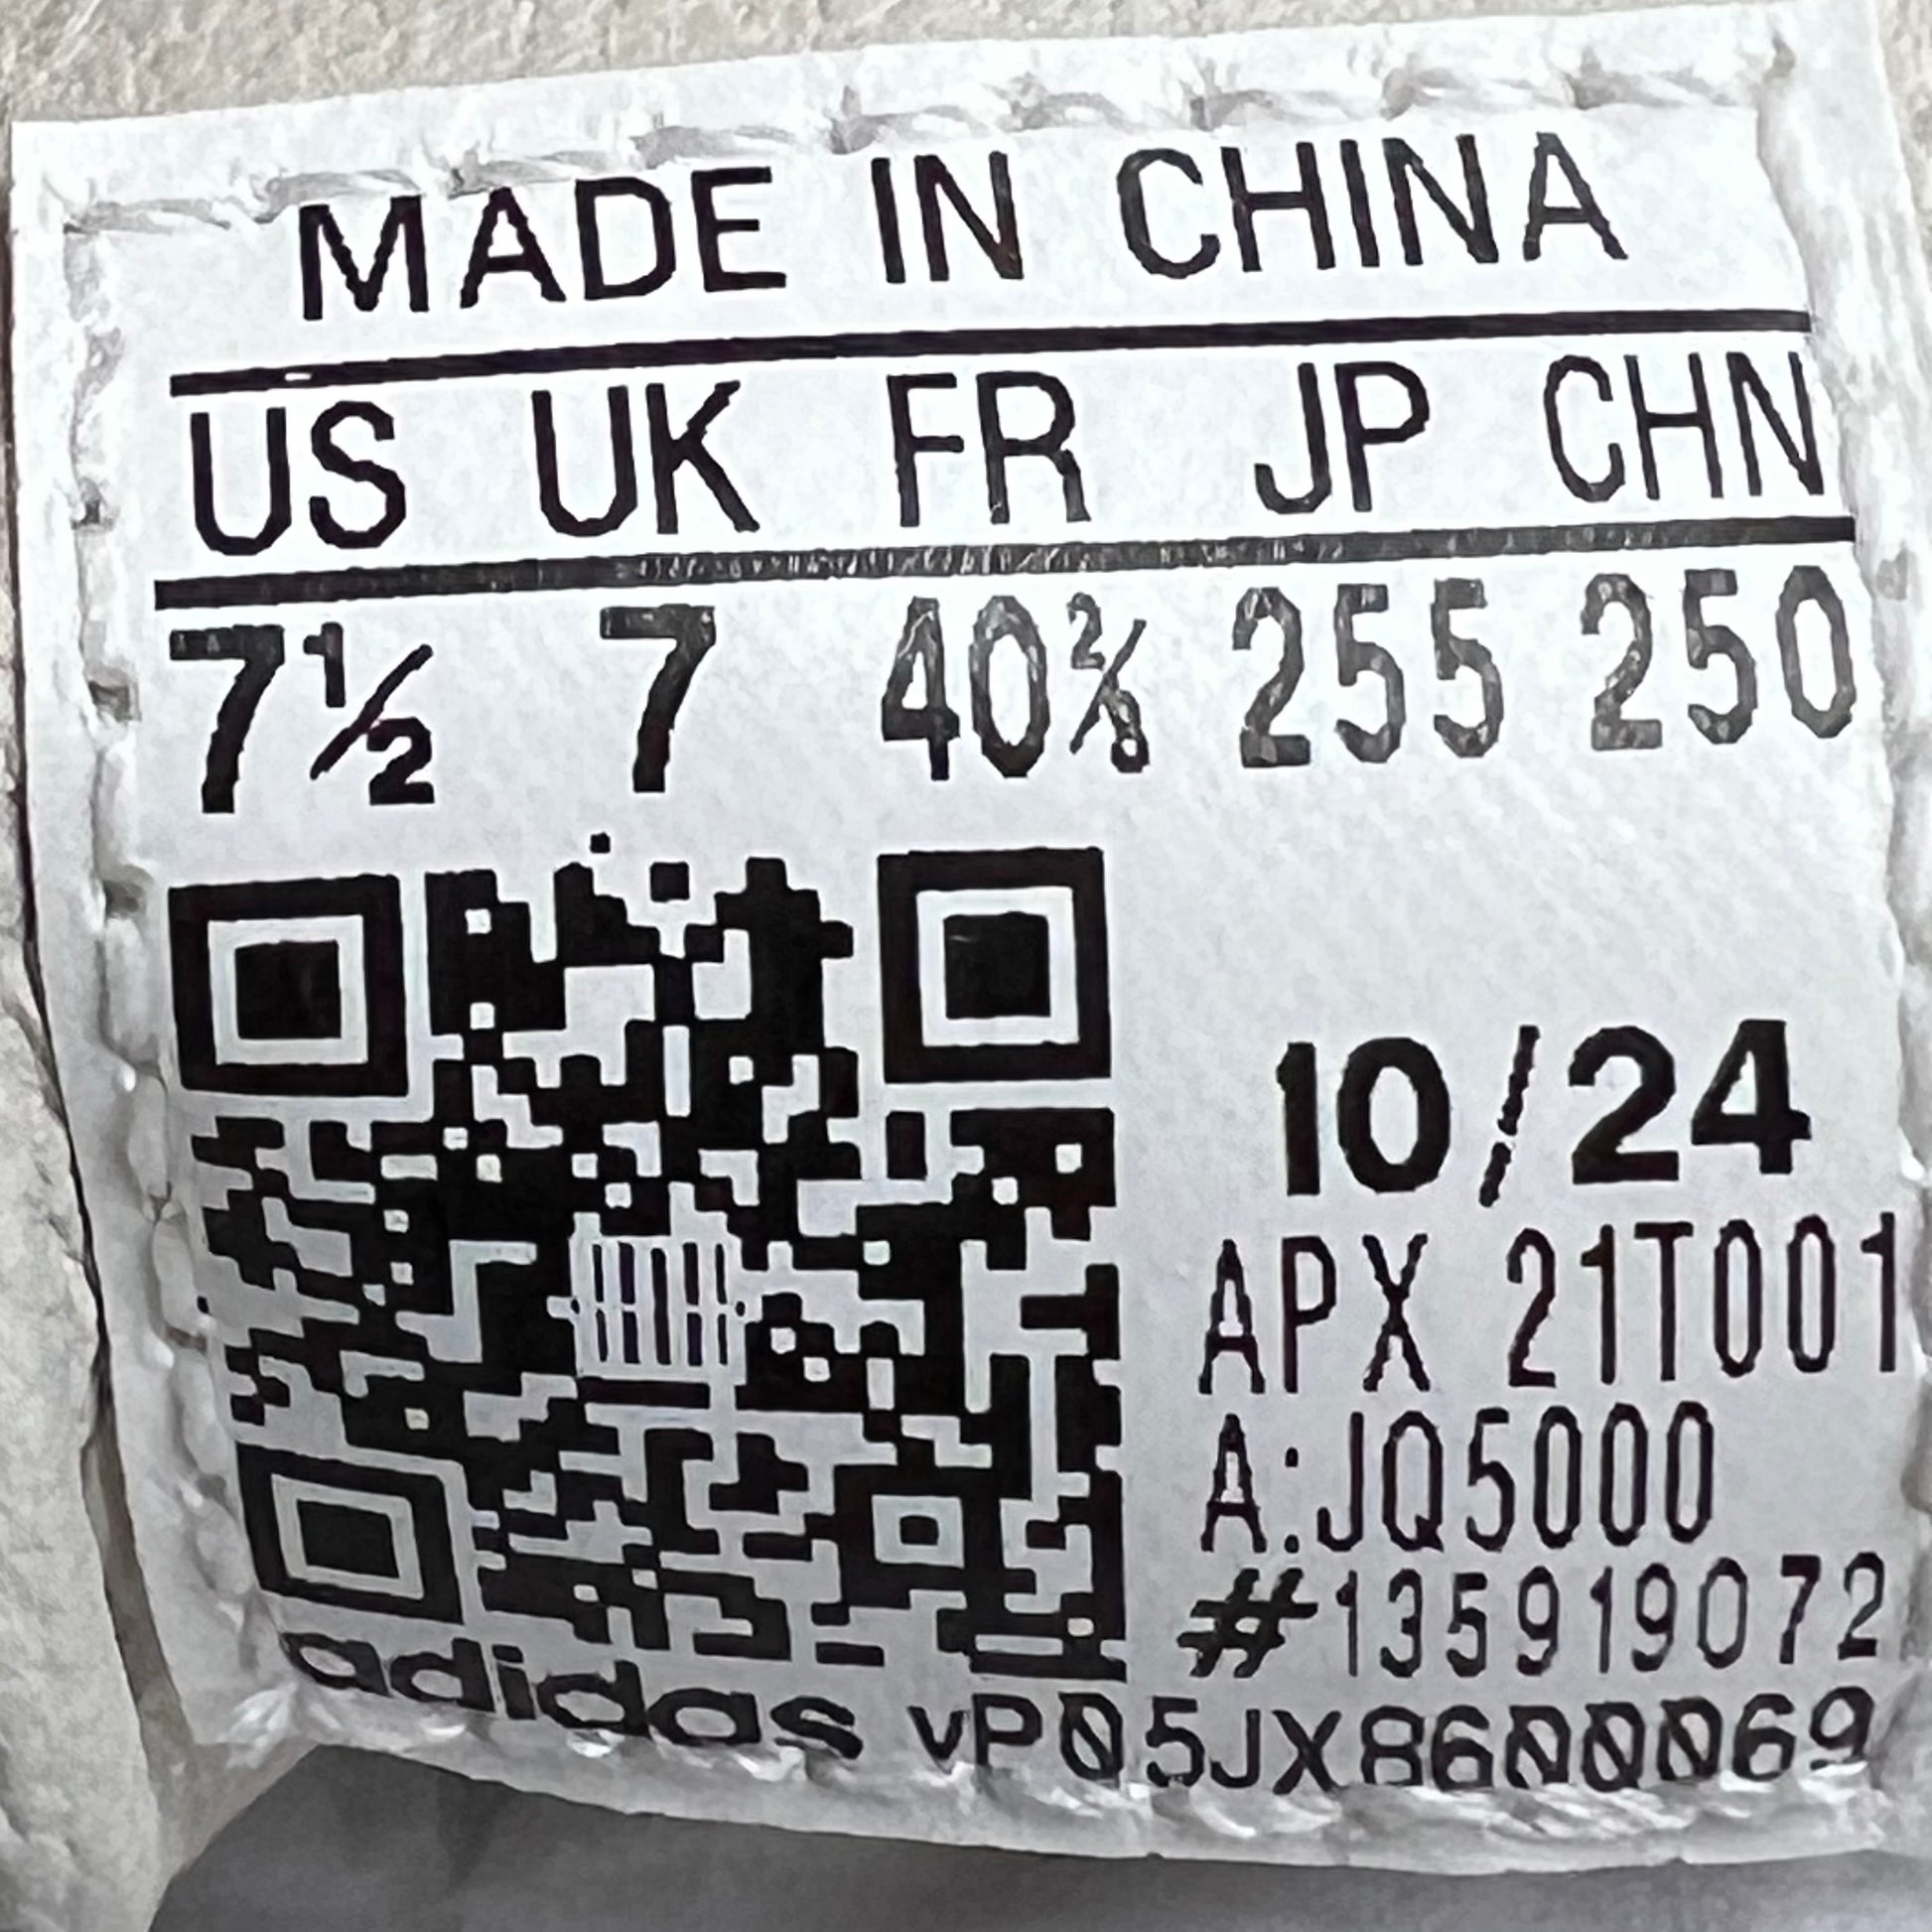 MADE IN CHINA
US UK FR JP CHN
7½ 7 40⅔ 255 250
10/24
APX 21T001
A:JQ5000
#135919072
adidas vP05JX8600069